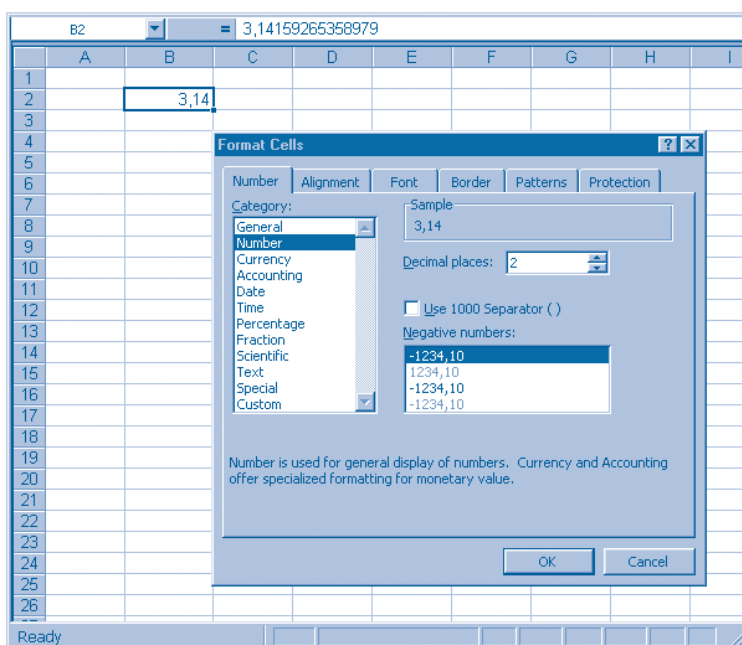 B2 = 3,14159265358979
A B C D E F G H I
1
2 3,14
3
4
5
6
7
8
9
10
11
12
13
14
15
16
17
18
19
20
21
22
23
24
25
26
Format Cells ? X
Number Alignment Font Border Patterns Protection
Category:
General
Number
Currency
Accounting
Date
Time
Percentage
Fraction
Scientific
Text
Special
Custom
Sample
3,14
Decimal places: 2
Use 1000 Separator ( )
Negative numbers:
-1234,10
1234,10
-1234,10
-1234,10
Number is used for general display of numbers. Currency and Accounting
offer specialized formatting for monetary value.
OK Cancel
Ready